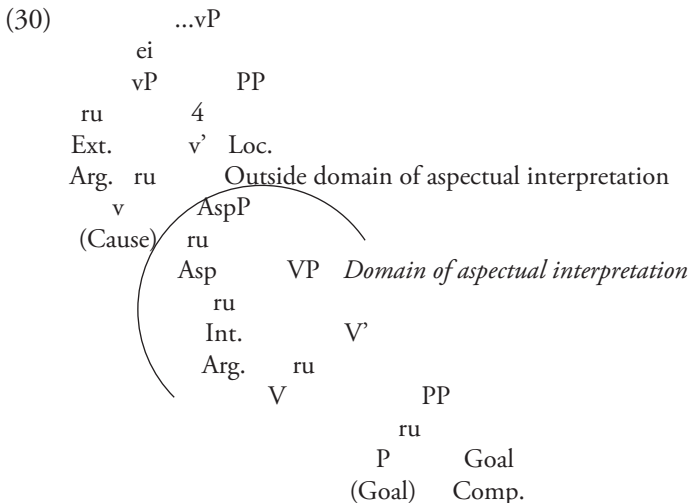 (30) ...vP
ei
vP PP
ru 4
Ext. v’ Loc.
Arg. ru Outside domain of aspectual interpretation
v AspP
(Cause) ru
Asp VP Domain of aspectual interpretation
ru
Int. V’
Arg. ru
V PP
ru
P Goal
(Goal) Comp.